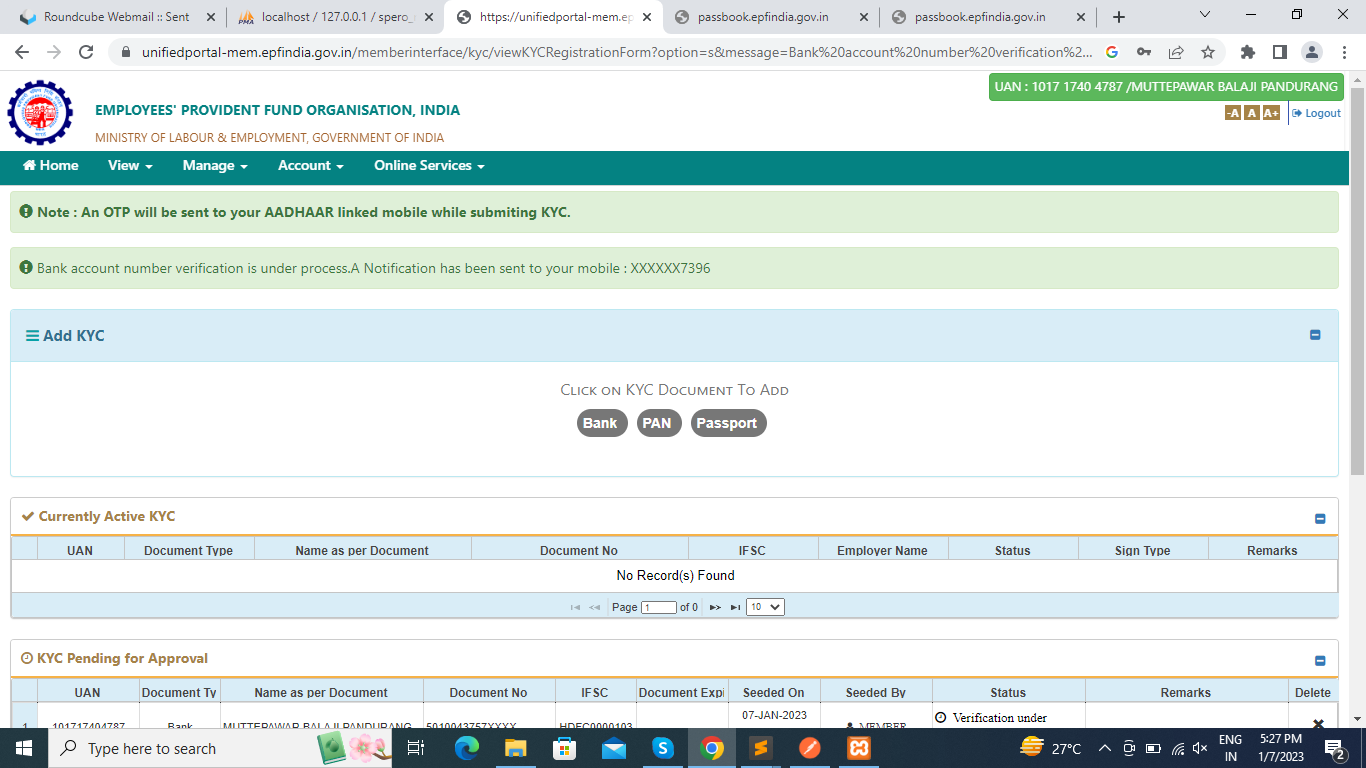 Roundcube Webmail :: Sent
localhost / 127.0.0.1 / spero_
https://unifiedportal-mem.ep
passbook.epfindia.gov.in
passbook.epfindia.gov.in
unifiedportal-mem.epfindia.gov.in/memberinterface/kyc/viewKYCRegistrationForm?option=s&message=Bank%20account%20number%20verification%2...
UAN : 1017 1740 4787 /MUTTEPAWAR BALAJI PANDURANG
EMPLOYEES' PROVIDENT FUND ORGANISATION, INDIA
-A A A+ Logout
MINISTRY OF LABOUR & EMPLOYMENT, GOVERNMENT OF INDIA
Home View Manage Account Online Services
Note : An OTP will be sent to your AADHAAR linked mobile while submiting KYC.
Bank account number verification is under process.A Notification has been sent to your mobile : XXXXXX7396
Add KYC
Click on KYC Document To Add
Bank PAN Passport
Currently Active KYC
UAN Document Type Name as per Document Document No IFSC Employer Name Status Sign Type Remarks
No Record(s) Found
Page 1 of 0 10
KYC Pending for Approval
UAN Document Ty Name as per Document Document No IFSC Document Expi Seeded On Seeded By Status Remarks Delete
07-JAN-2023 Verification under
1 101717404787 Bank MUTTEPAWAR BALAJI PANDURANG 5010043757XXXX HDFC0000103 MEMBER
Type here to search
27°C
ENG
IN
5:27 PM
1/7/2023
2